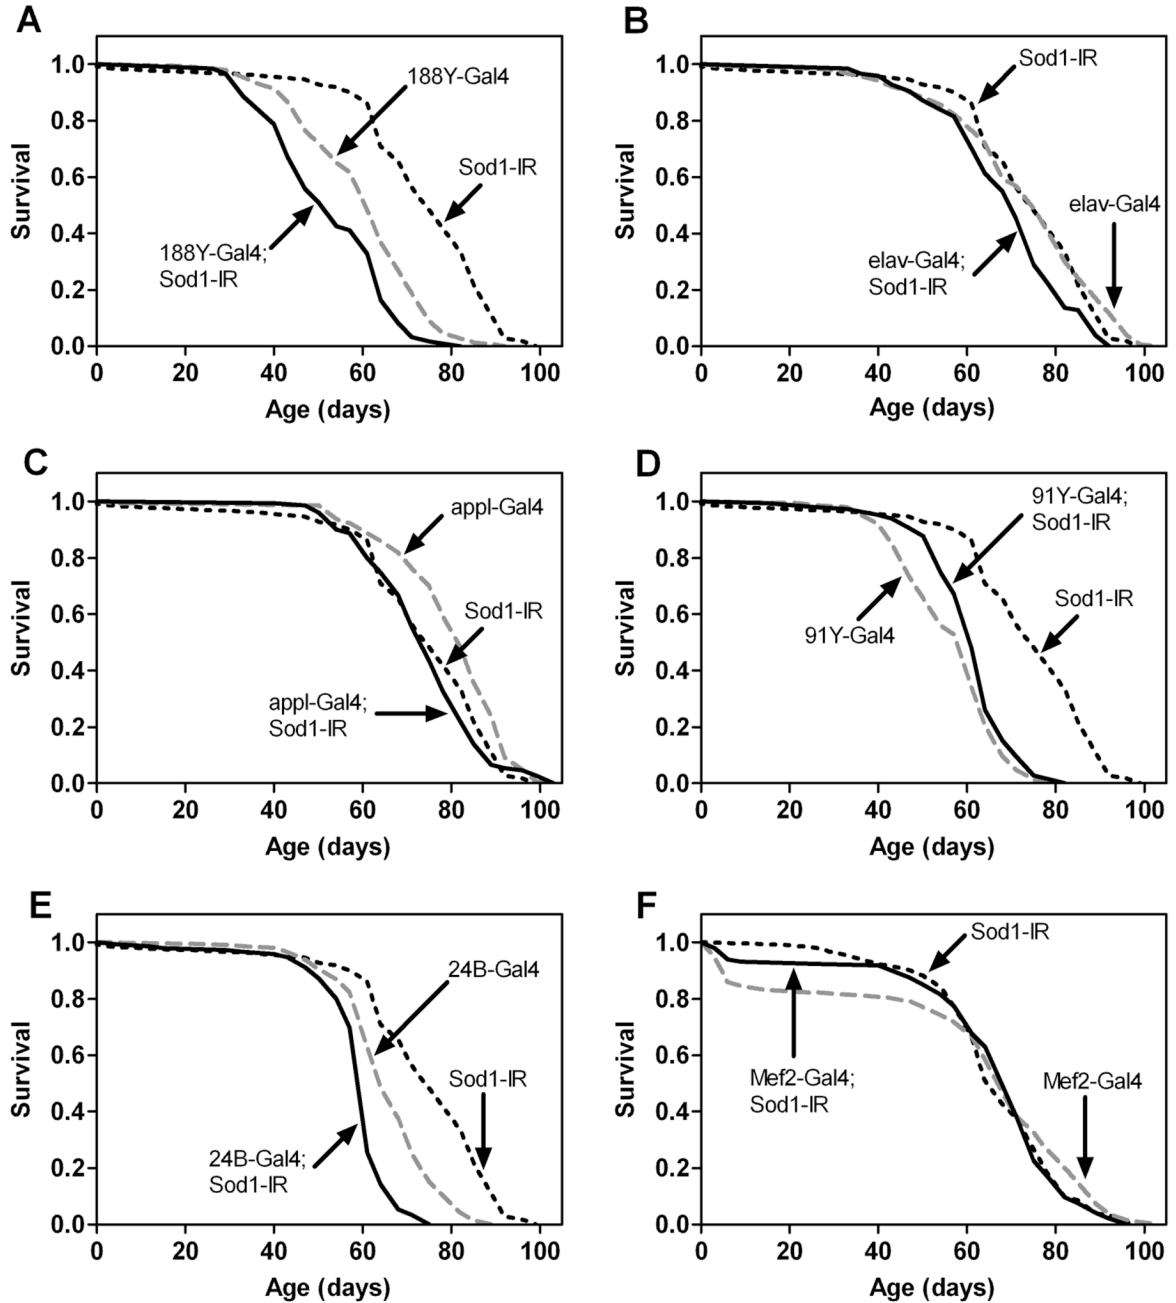 A
1.0
0.8
0.6
0.4
0.2
0.0
Survival
188Y-Gal4
Sod1-IR
188Y-Gal4;
Sod1-IR
0 20 40 60 80 100
Age (days)
B
1.0
0.8
0.6
0.4
0.2
0.0
Survival
Sod1-IR
elav-Gal4
elav-Gal4;
Sod1-IR
0 20 40 60 80 100
Age (days)
C
1.0
0.8
0.6
0.4
0.2
0.0
Survival
appl-Gal4
Sod1-IR
appl-Gal4;
Sod1-IR
0 20 40 60 80 100
Age (days)
D
1.0
0.8
0.6
0.4
0.2
0.0
Survival
91Y-Gal4;
Sod1-IR
Sod1-IR
91Y-Gal4
0 20 40 60 80 100
Age (days)
E
1.0
0.8
0.6
0.4
0.2
0.0
Survival
24B-Gal4
Sod1-IR
24B-Gal4;
Sod1-IR
0 20 40 60 80 100
Age (days)
F
1.0
0.8
0.6
0.4
0.2
0.0
Survival
Sod1-IR
Mef2-Gal4;
Sod1-IR
Mef2-Gal4
0 20 40 60 80 100
Age (days)